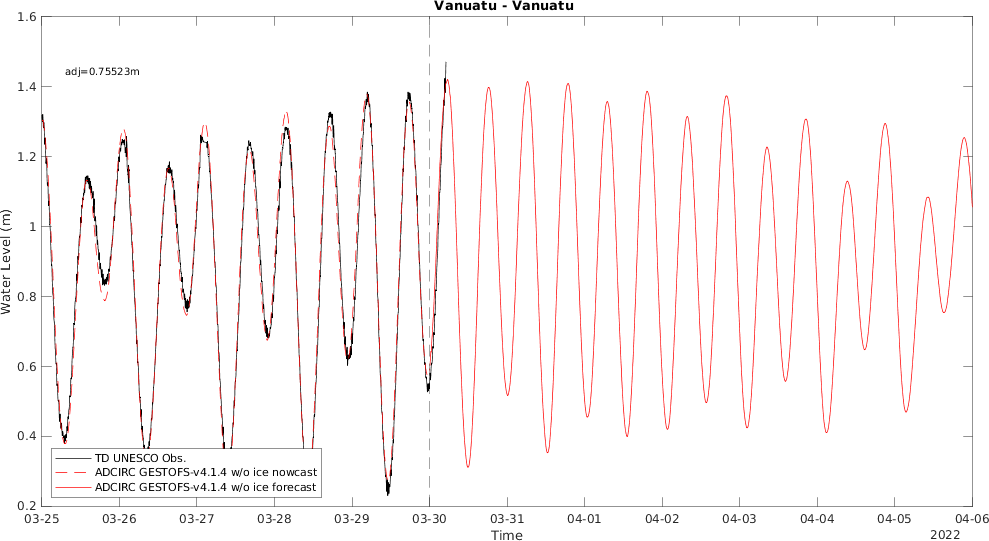 Vanuatu - Vanuatu
adj=0.75523m
Water Level (m)
1.6
1.4
1.2
1
0.8
0.6
0.4
0.2
TD UNESCO Obs.
ADCIRC GESTOFS-v4.1.4 w/o ice nowcast
ADCIRC GESTOFS-v4.1.4 w/o ice forecast
03-25 03-26 03-27 03-28 03-29 03-30 03-31 04-01 04-02 04-03 04-04 04-05 04-06
Time
2022